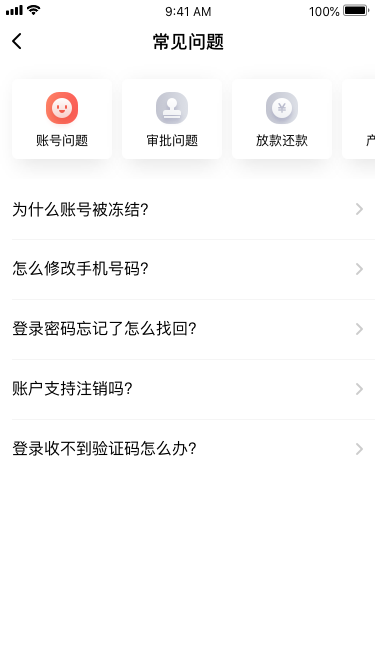 9:41 AM
100%
常见问题
账号问题
审批问题
放款还款
为什么账号被冻结?
怎么修改手机号码?
登录密码忘记了怎么找回?
账户支持注销吗?
登录收不到验证码怎么办?